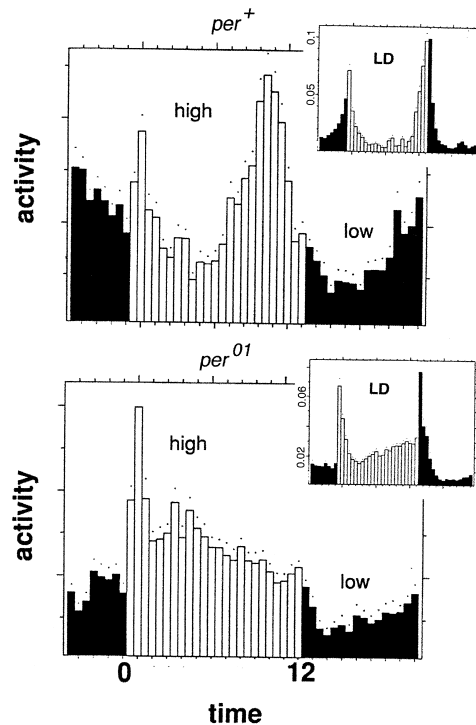 per+
0.1
LD
0.05
high
low
activity
per01
0.06
LD
0.02
high
low
activity
0 12
time